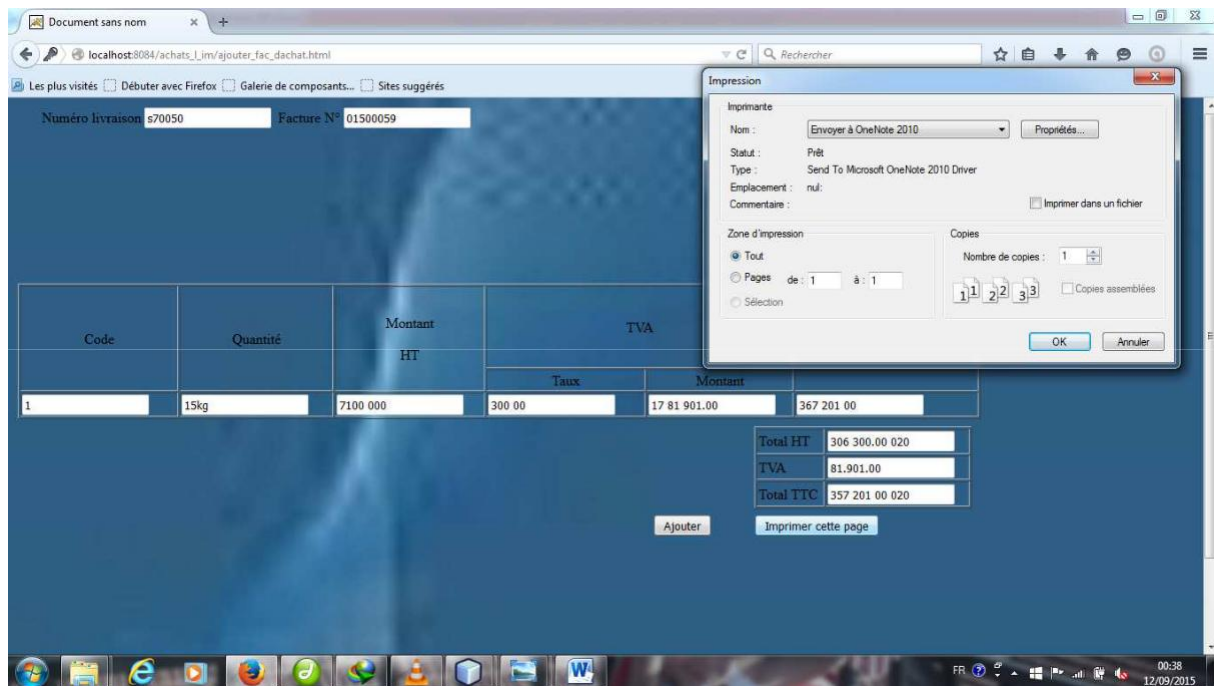 Document sans nom
localhost:8084/achats_l_im/ajouter_fac_dachat.html
Rechercher
Les plus visités Débuter avec Firefox Galerie de composants... Sites suggérés
Numéro livraison s70050 Facture N° 01500059
Impression
Imprimante
Nom : Envoyer à OneNote 2010 Propriétés...
Statut : Prêt
Type : Send To Microsoft OneNote 2010 Driver
Emplacement : nul:
Commentaire : Imprimer dans un fichier
Zone d'impression Copies
Tout Nombre de copies : 1
Pages de : 1 à : 1
11 22 33 Copies assemblées
Sélection
OK Annuler
Code Quantité Montant HT TVA
Taux Montant
1 15kg 7100 000 300 00 17 81 901.00 367 201 00
Total HT 306 300.00 020
TVA 81.901.00
Total TTC 357 201 00 020
Ajouter Imprimer cette page
FR 00:38
12/09/2015